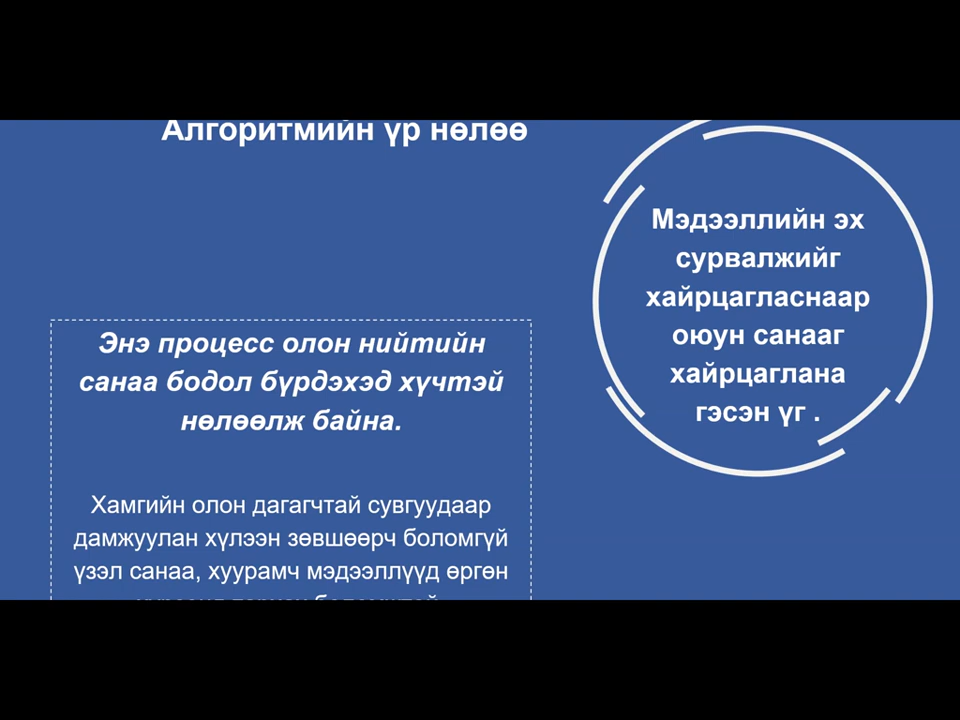 Алгоритмийн үр нөлөө
Мэдээллийн эх
сурвалжийг
хайрцагласнаар
оюун санааг
хайрцаглана
гэсэн үг .
Энэ процесс олон нийтийн
санаа бодол бүрдэхэд хүчтэй
нөлөөлж байна.
Хамгийн олон дагагчтай сувгуудаар
дамжуулан хүлээн зөвшөөрч боломгүй
үзэл санаа, хуурамч мэдээллүүд өргөн